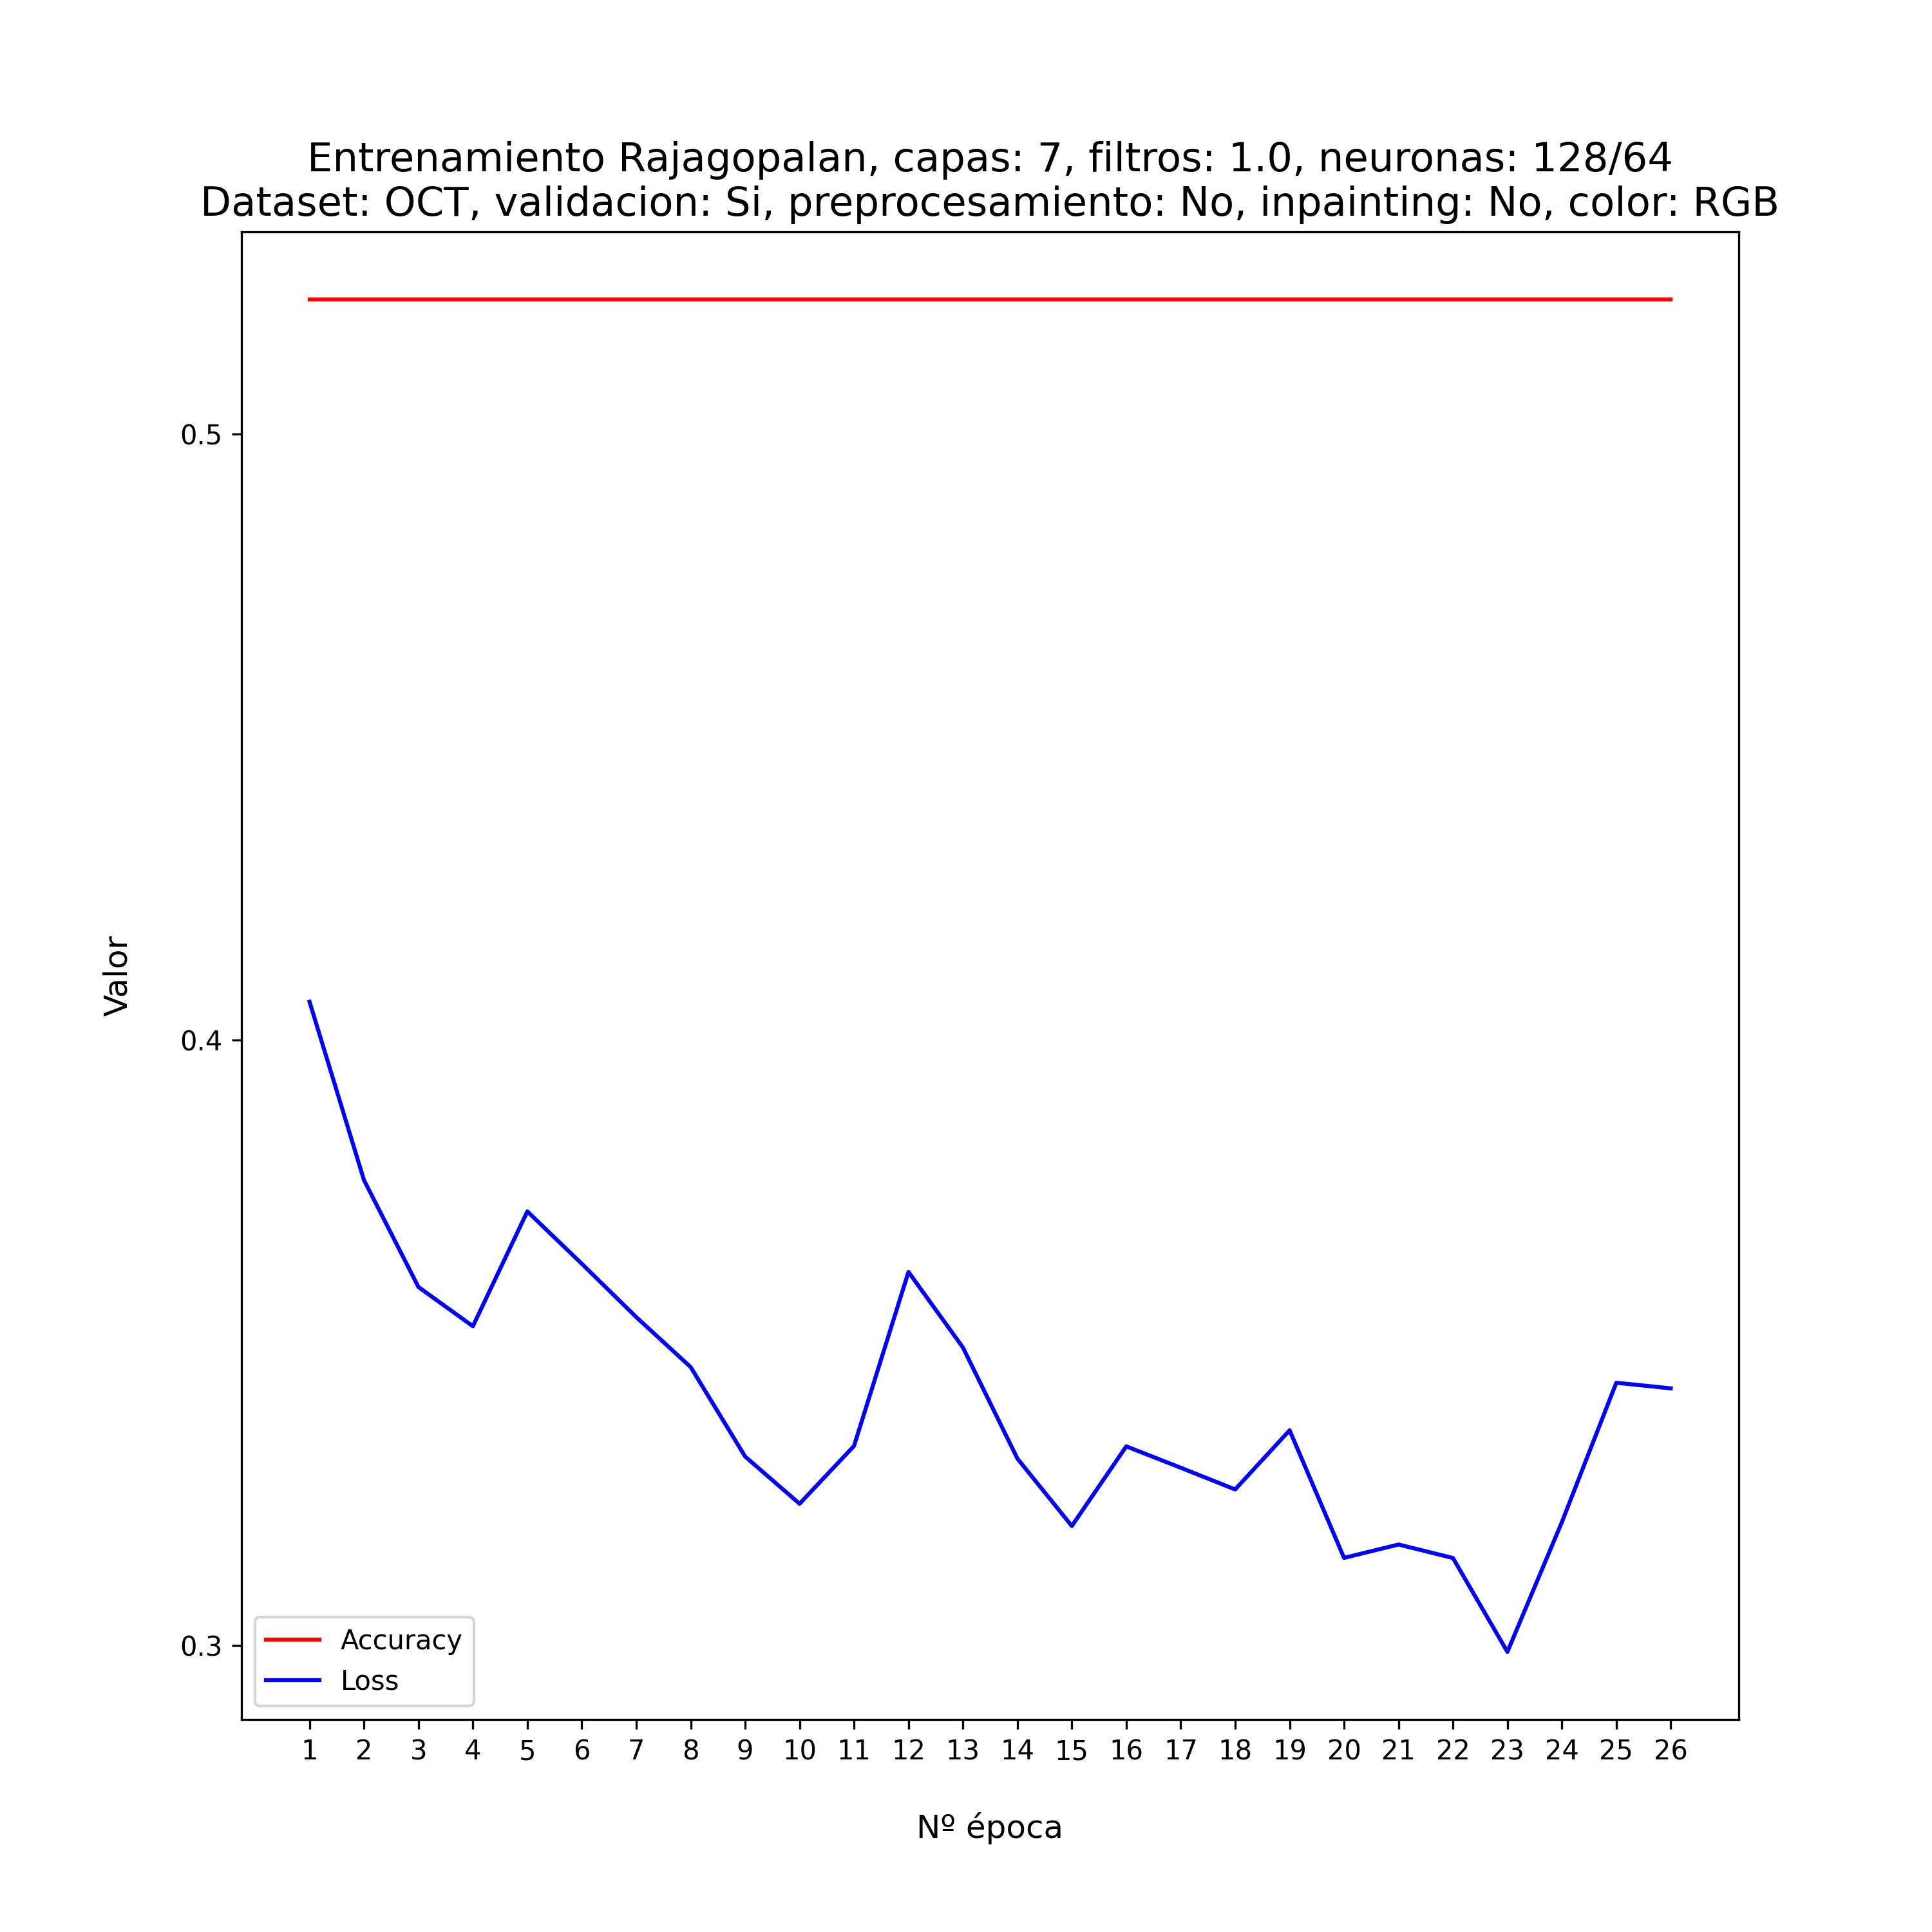 Entrenamiento Rajagopalan, capas: 7, filtros: 1.0, neuronas: 128/64
Dataset: OCT, validacion: Si, preprocesamiento: No, inpainting: No, color: RGB
0.5
0.4
0.3
Valor
Accuracy
Loss
1 2 3 4 5 6 7 8 9 10 11 12 13 14 15 16 17 18 19 20 21 22 23 24 25 26
Nº época